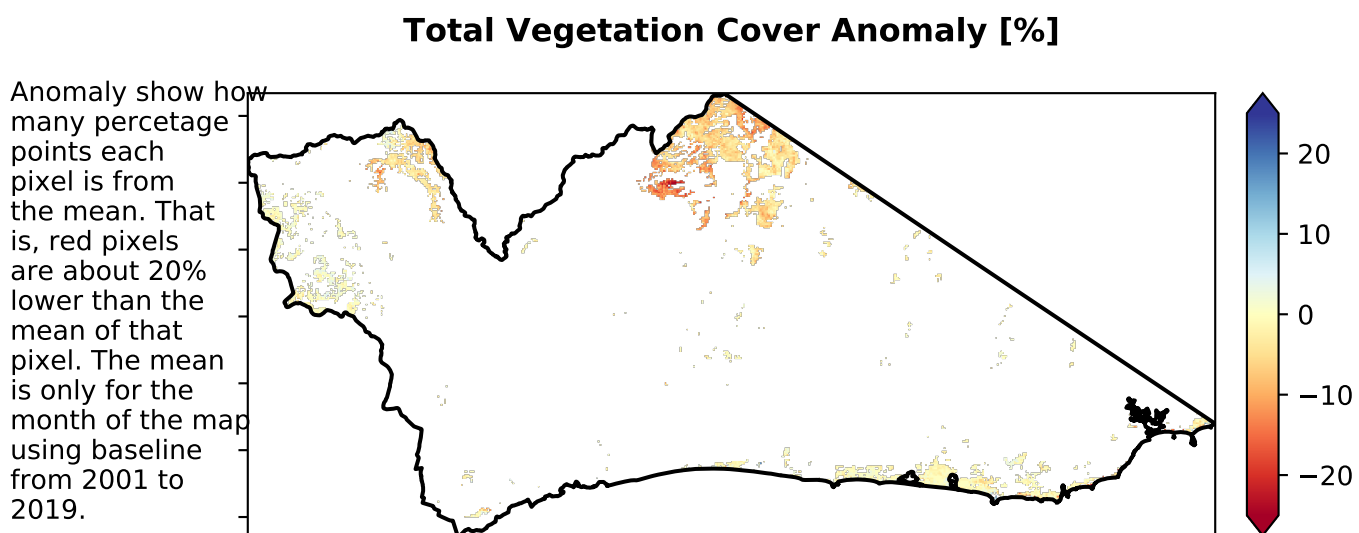 Total Vegetation Cover Anomaly [%]
Anomaly show how
many percetage
points each
pixel is from
the mean. That
is, red pixels
are about 20%
lower than the
mean of that
pixel. The mean
is only for the
month of the map
using baseline
from 2001 to
2019.
20
10
0
−10
−20